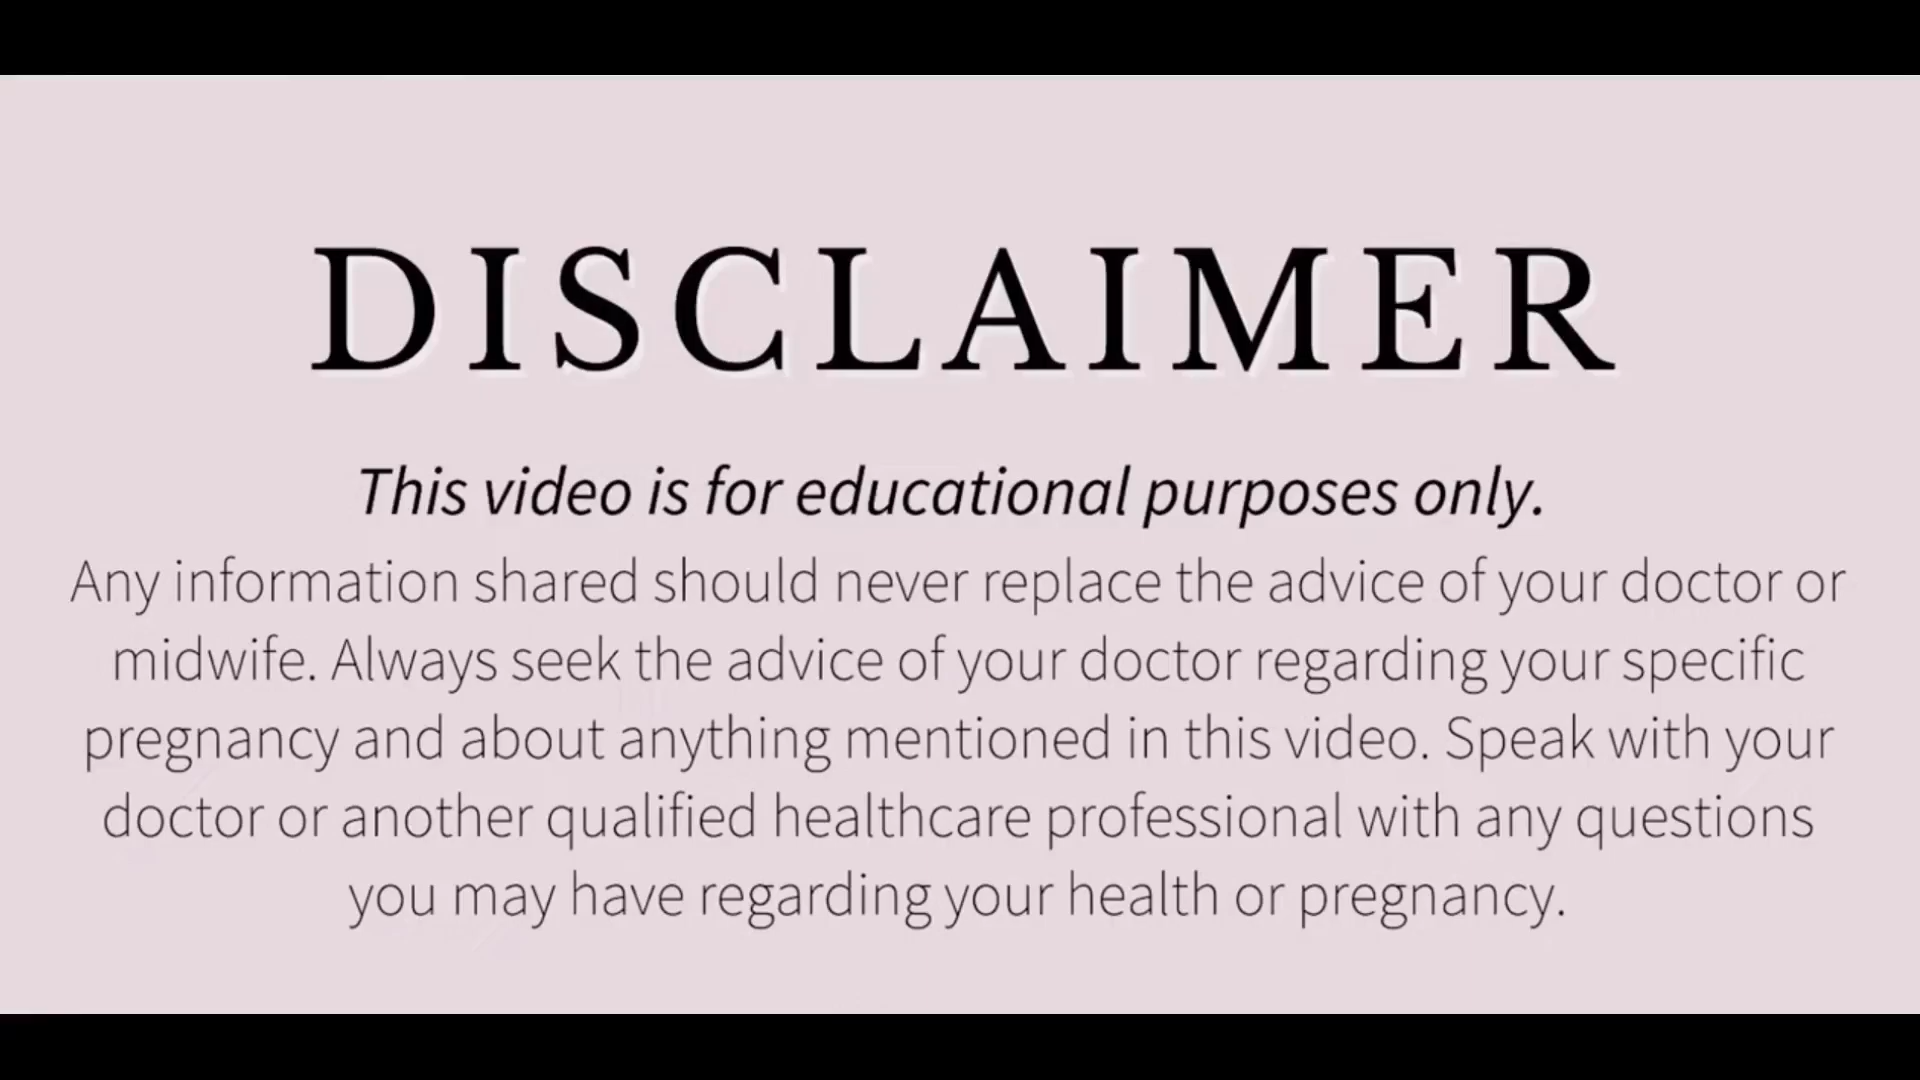 DISCLAIMER
This video is for educational purposes only.
Any information shared should never replace the advice of your doctor or
midwife. Always seek the advice of your doctor regarding your specific
pregnancy and about anything mentioned in this video. Speak with your
doctor or another qualified healthcare professional with any questions
you may have regarding your health or pregnancy.